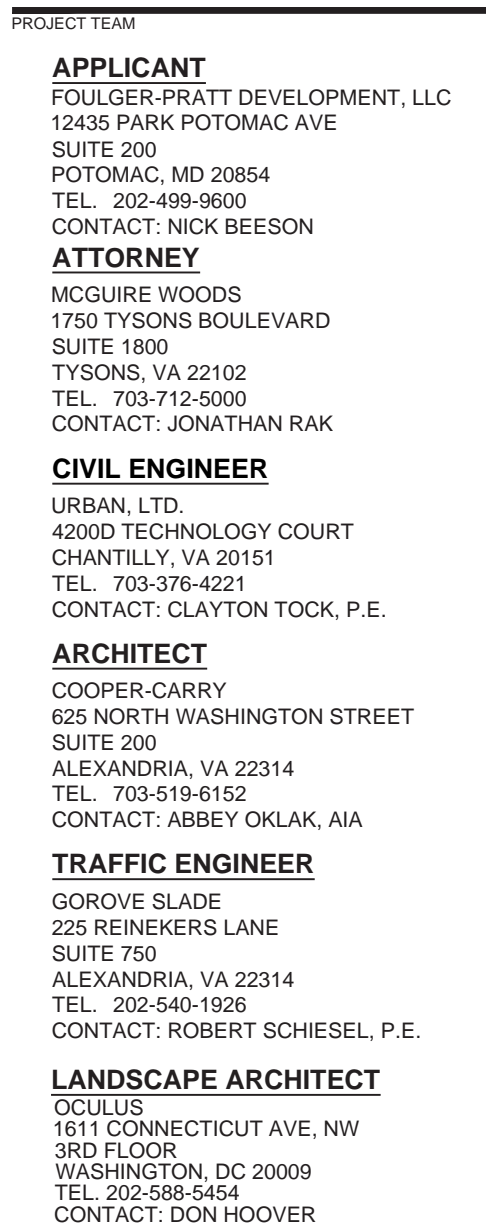 PROJECT TEAM
APPLICANT
FOULGER-PRATT DEVELOPMENT, LLC
12435 PARK POTOMAC AVE
SUITE 200
POTOMAC, MD 20854
TEL. 202-499-9600
CONTACT: NICK BEESON
ATTORNEY
MCGUIRE WOODS
1750 TYSONS BOULEVARD
SUITE 1800
TYSONS, VA 22102
TEL. 703-712-5000
CONTACT: JONATHAN RAK
CIVIL ENGINEER
URBAN, LTD.
4200D TECHNOLOGY COURT
CHANTILLY, VA 20151
TEL. 703-376-4221
CONTACT: CLAYTON TOCK, P.E.
ARCHITECT
COOPER-CARRY
625 NORTH WASHINGTON STREET
SUITE 200
ALEXANDRIA, VA 22314
TEL. 703-519-6152
CONTACT: ABBEY OKLAK, AIA
TRAFFIC ENGINEER
GOROVE SLADE
225 REINEKERS LANE
SUITE 750
ALEXANDRIA, VA 22314
TEL. 202-540-1926
CONTACT: ROBERT SCHIESEL, P.E.
LANDSCAPE ARCHITECT
OCULUS
1611 CONNECTICUT AVE, NW
3RD FLOOR
WASHINGTON, DC 20009
TEL. 202-588-5454
CONTACT: DON HOOVER